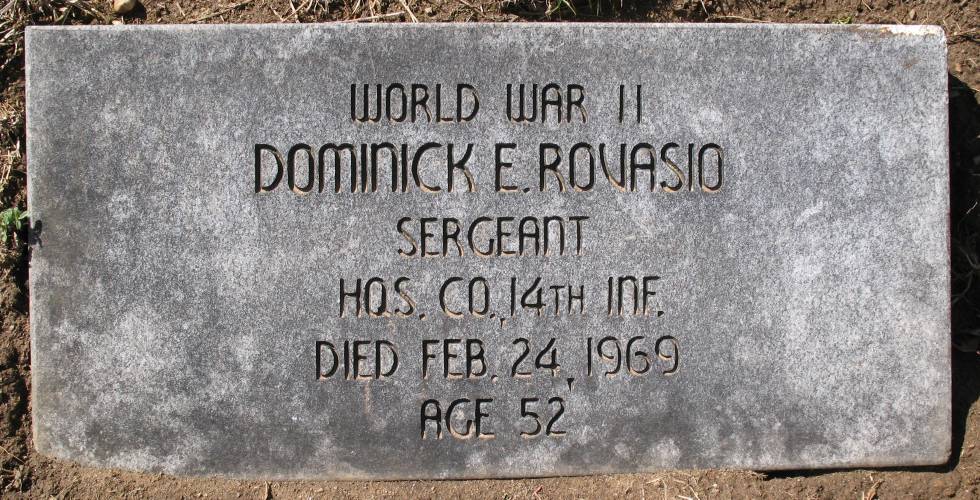 WORLD WAR II
DOMINICK E. ROVASIO
SERGEANT
HQS. CO., 14TH INF.
DIED FEB. 24, 1969
AGE 52